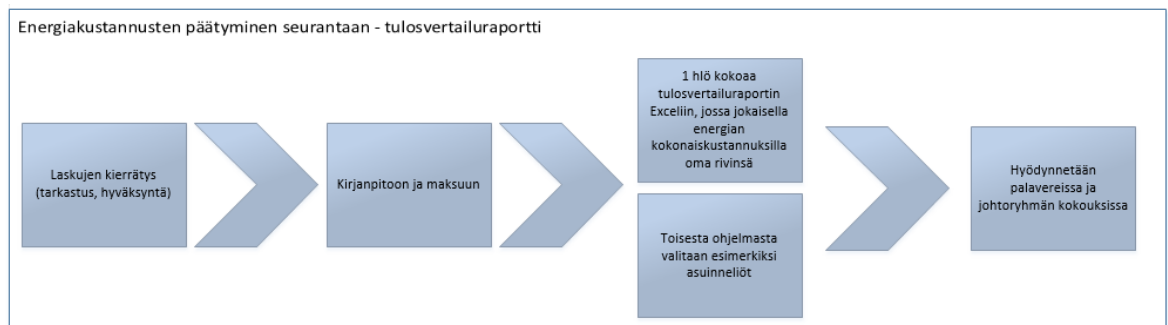 Energiakustannusten päätyminen seurantaan - tulosvertailuraportti
Laskujen kierrätys
(tarkastus, hyväksyntä)
Kirjanpitoon ja maksuun
1 hlö kokoaa
tulosvertailuraportin
Exceliin, jossa jokaisella
energian
kokonaiskustannuksilla
oma rivinsä
Toisesta ohjelmasta
valitaan esimerkiksi
asuinneliöt
Hyödynnetään
palavereissa ja
johtoryhmän kokouksissa